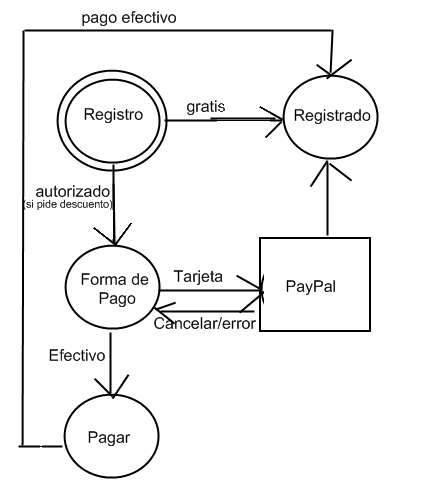 pago efectivo
Registro
gratis
Registrado
autorizado
(si pide descuento)
Forma de
Pago
Tarjeta
PayPal
Cancelar/error
Efectivo
Pagar